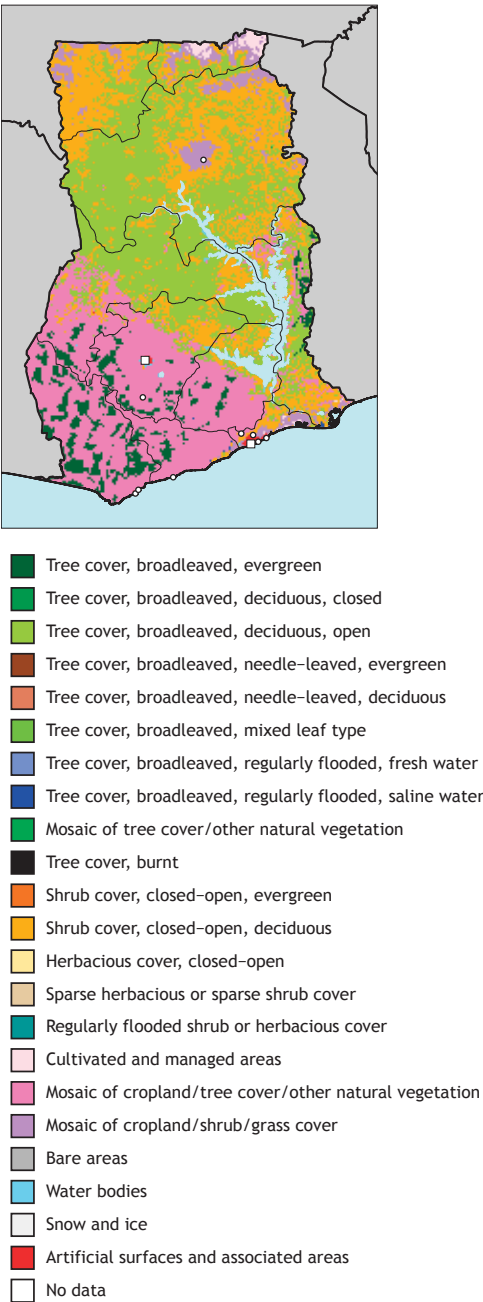 Tree cover, broadleaved, evergreen
Tree cover, broadleaved, deciduous, closed
Tree cover, broadleaved, deciduous, open
Tree cover, broadleaved, needle-leaved, evergreen
Tree cover, broadleaved, needle-leaved, deciduous
Tree cover, broadleaved, mixed leaf type
Tree cover, broadleaved, regularly flooded, fresh water
Tree cover, broadleaved, regularly flooded, saline water
Mosaic of tree cover/other natural vegetation
Tree cover, burnt
Shrub cover, closed-open, evergreen
Shrub cover, closed-open, deciduous
Herbacious cover, closed-open
Sparse herbacious or sparse shrub cover
Regularly flooded shrub or herbacious cover
Cultivated and managed areas
Mosaic of cropland/tree cover/other natural vegetation
Mosaic of cropland/shrub/grass cover
Bare areas
Water bodies
Snow and ice
Artificial surfaces and associated areas
No data